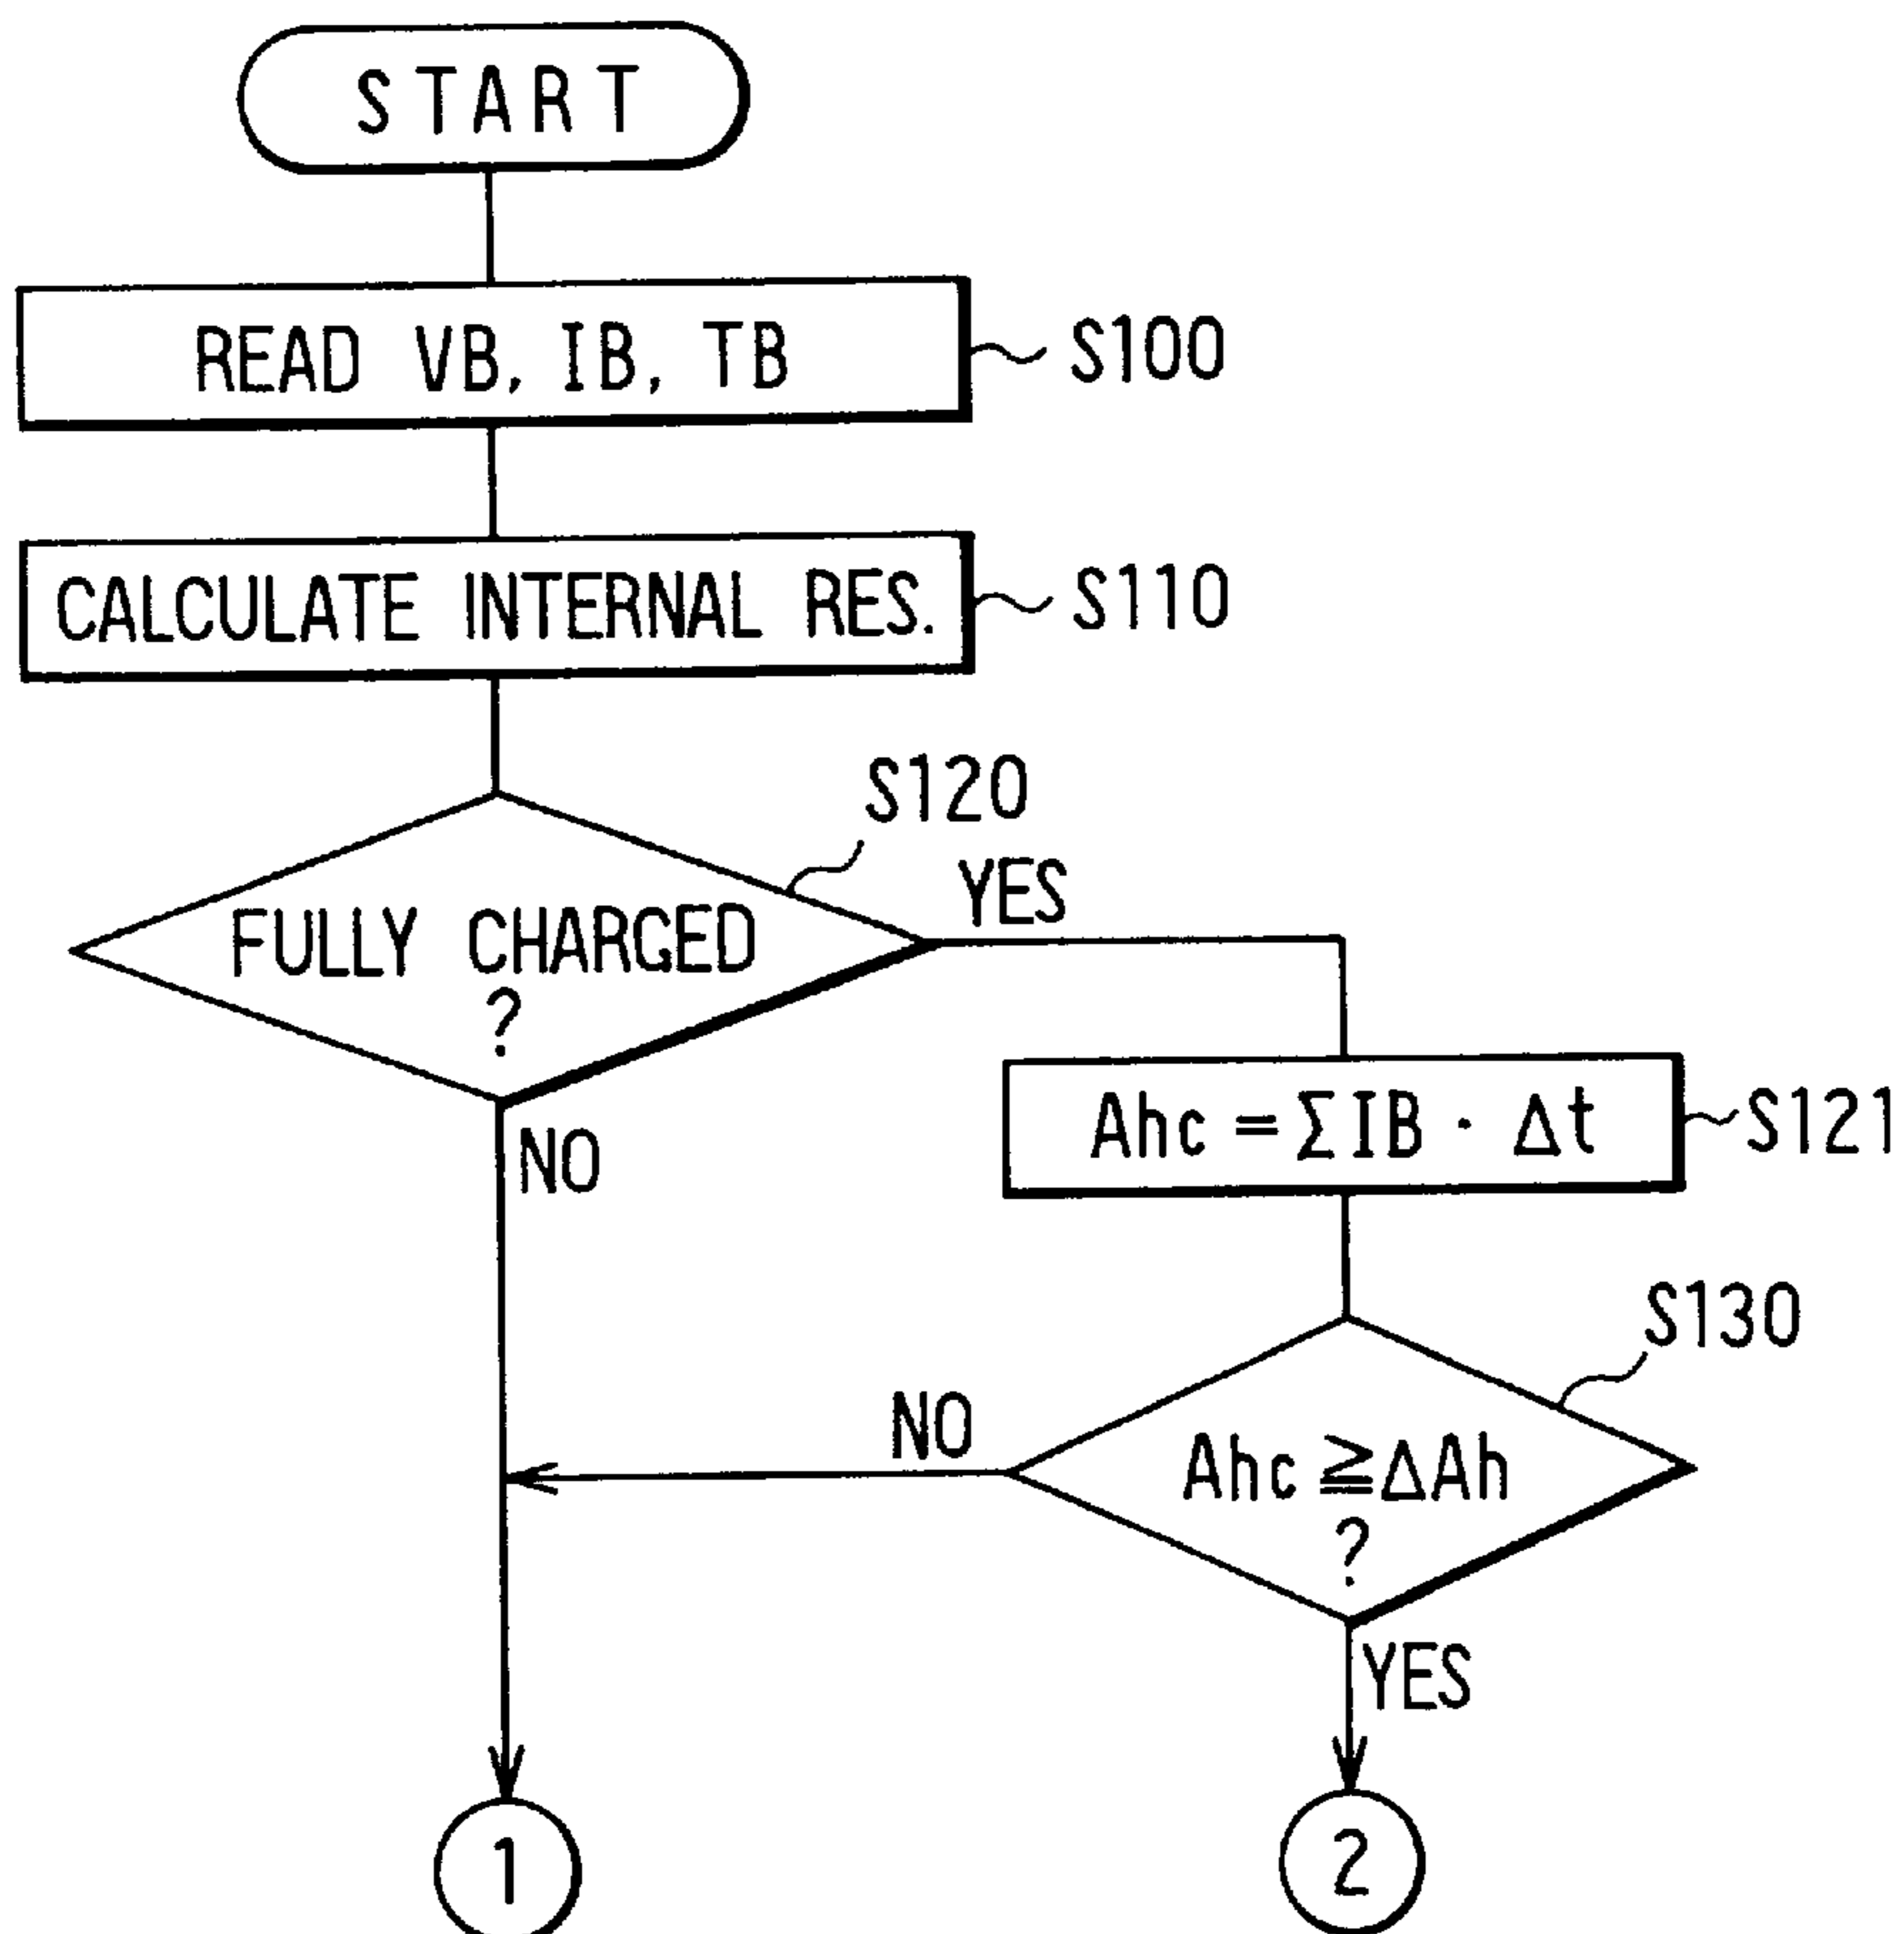 START
READ VB, IB, TB
S100
CALCULATE INTERNAL RES.
S110
S120
YES
FULLY CHARGED
?
NO
Ahc = ΣIB · Δt
S121
S130
NO
Ahc ≧ ΔAh
?
YES
1
2